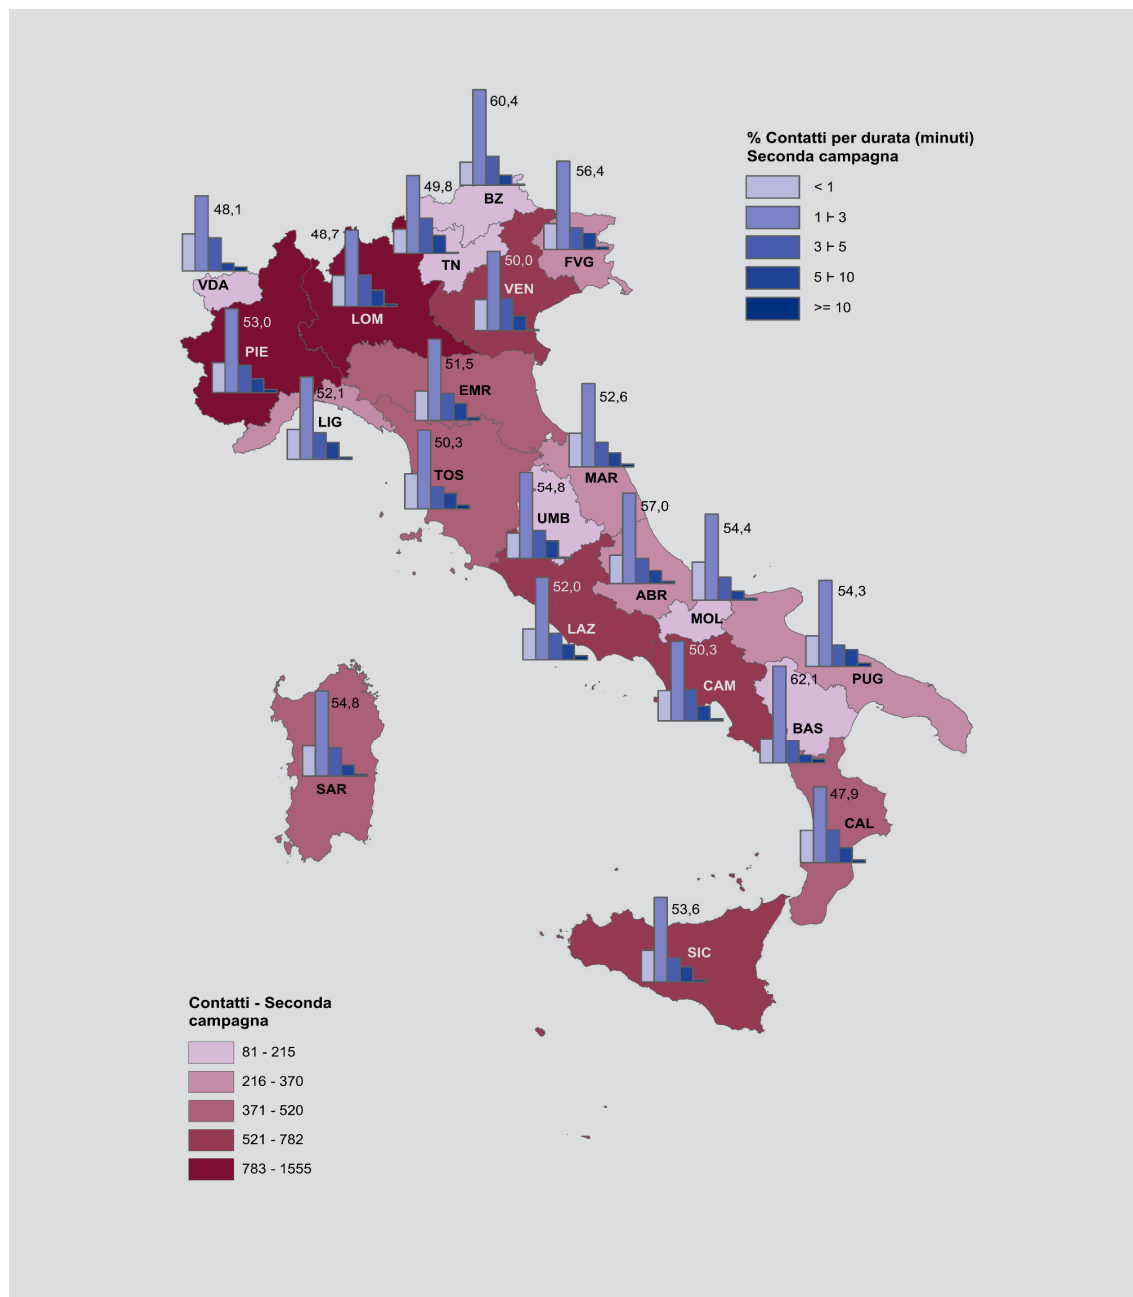 60,4
% Contatti per durata (minuti)
Seconda campagna
< 1
1 Ͱ 3
3 Ͱ 5
5 Ͱ 10
>= 10
56,4
49,8
BZ
48,1
48,7
FVG
TN
50,0
VEN
VDA
LOM
53,0
PIE
51,5
EMR
52,1
LIG
52,6
50,3
TOS
MAR
54,8
UMB
57,0
54,4
ABR
52,0
LAZ
MOL
54,3
50,3
CAM
PUG
62,1
BAS
54,8
SAR
47,9
CAL
53,6
SIC
Contatti - Seconda
campagna
81 - 215
216 - 370
371 - 520
521 - 782
783 - 1555